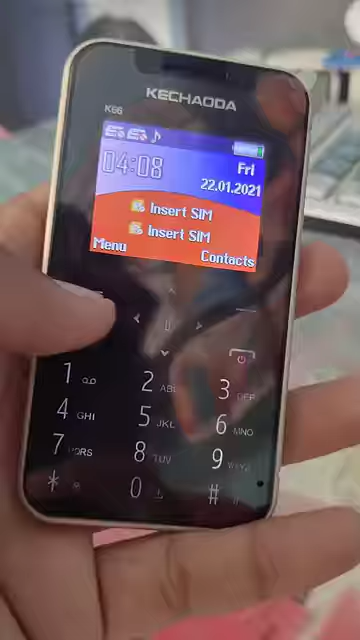 KECHAODA
K66
04:08
Fri
22.01.2021
Insert SIM
Insert SIM
Menu Contacts
1
2 ABC
3 DEF
4 GHI
5 JKL
6 MNO
7 PQRS
8 TUV
9 WXYZ
* 0 #